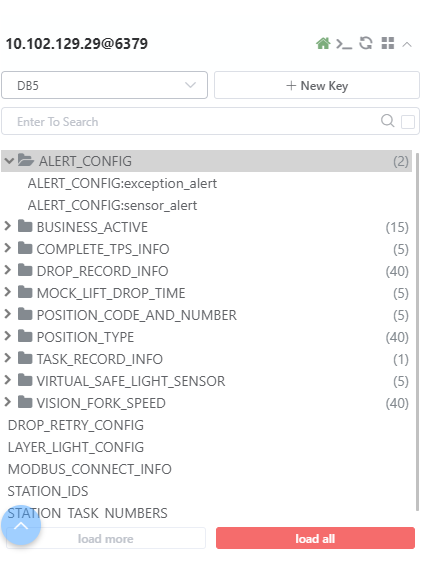 10.102.129.29@6379
DB5
+ New Key
Enter To Search
ALERT_CONFIG (2)
ALERT_CONFIG:exception_alert
ALERT_CONFIG:sensor_alert
BUSINESS_ACTIVE (15)
COMPLETE_TPS_INFO (5)
DROP_RECORD_INFO (40)
MOCK_LIFT_DROP_TIME (5)
POSITION_CODE_AND_NUMBER (5)
POSITION_TYPE (40)
TASK_RECORD_INFO (1)
VIRTUAL_SAFE_LIGHT_SENSOR (5)
VISION_FORK_SPEED (40)
DROP_RETRY_CONFIG
LAYER_LIGHT_CONFIG
MODBUS_CONNECT_INFO
STATION_IDS
STATION_TASK_NUMBERS
load more
load all